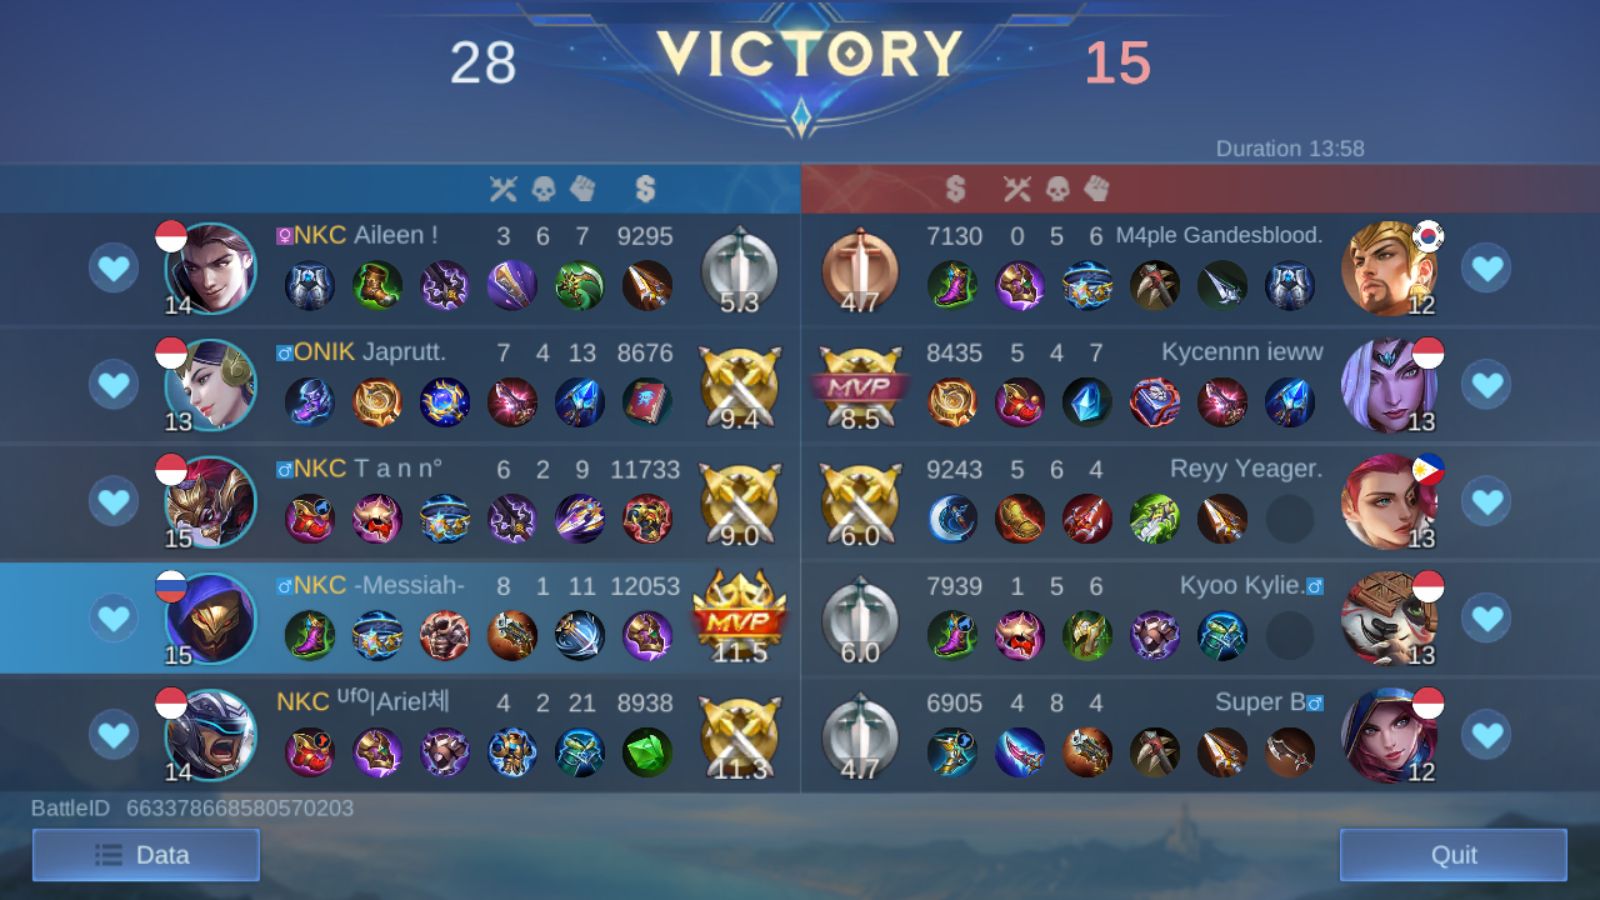 28 VICTORY 15
Duration 13:58
NKC Aileen ! 3 6 7 9295 5.3 14
4.7 7130 0 5 6 M4ple Gandesblood. 12
ONIK Japrutt. 7 4 13 8676 9.4 13
MVP 8.5 8435 5 4 7 Kycennn ieww 13
NKC T a n n° 6 2 9 11733 9.0 15
6.0 9243 5 6 4 Reyy Yeager. 13
NKC -Messiah- 8 1 11 12053 MVP 11.5 15
6.0 7939 1 5 6 Kyoo Kylie. 13
NKC ᵁᶠᴼ|Ariel체 4 2 21 8938 11.3 14
4.7 6905 4 8 4 Super B 12
BattleID 663378668580570203
Data
Quit